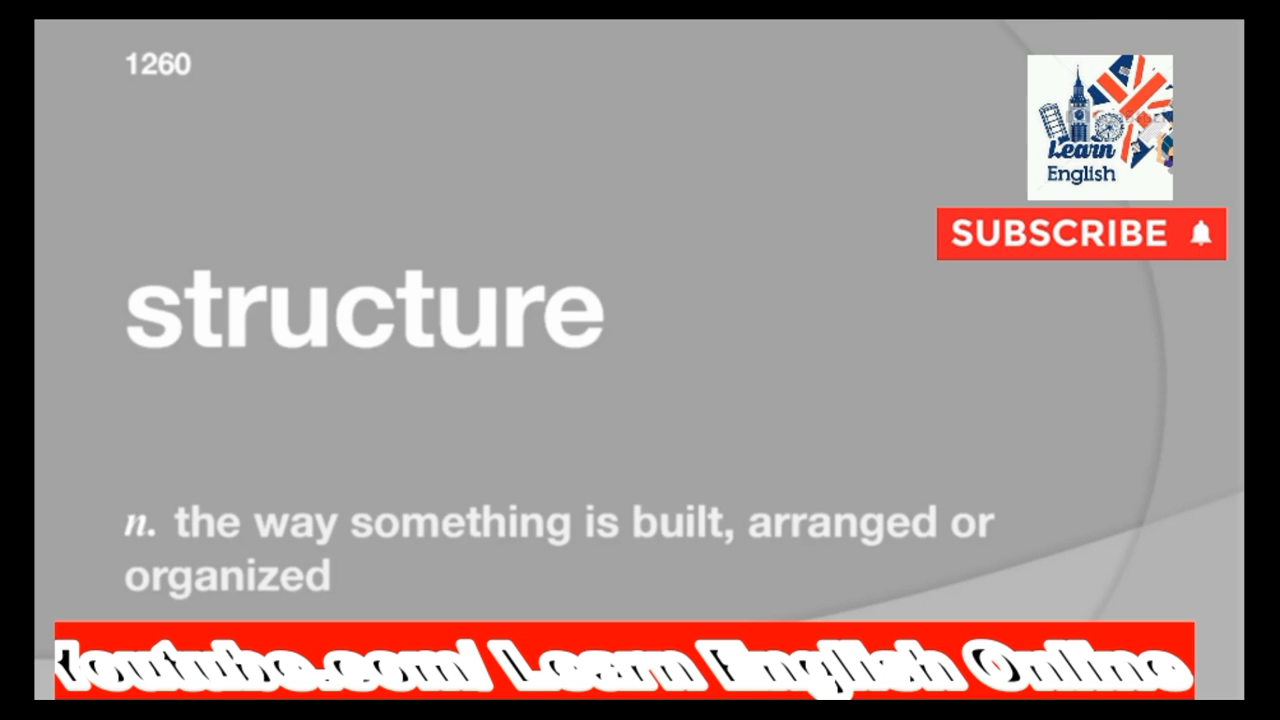 1260
Learn
English
SUBSCRIBE
structure
n. the way something is built, arranged or
organized
Youtube.com/ Learn English Online